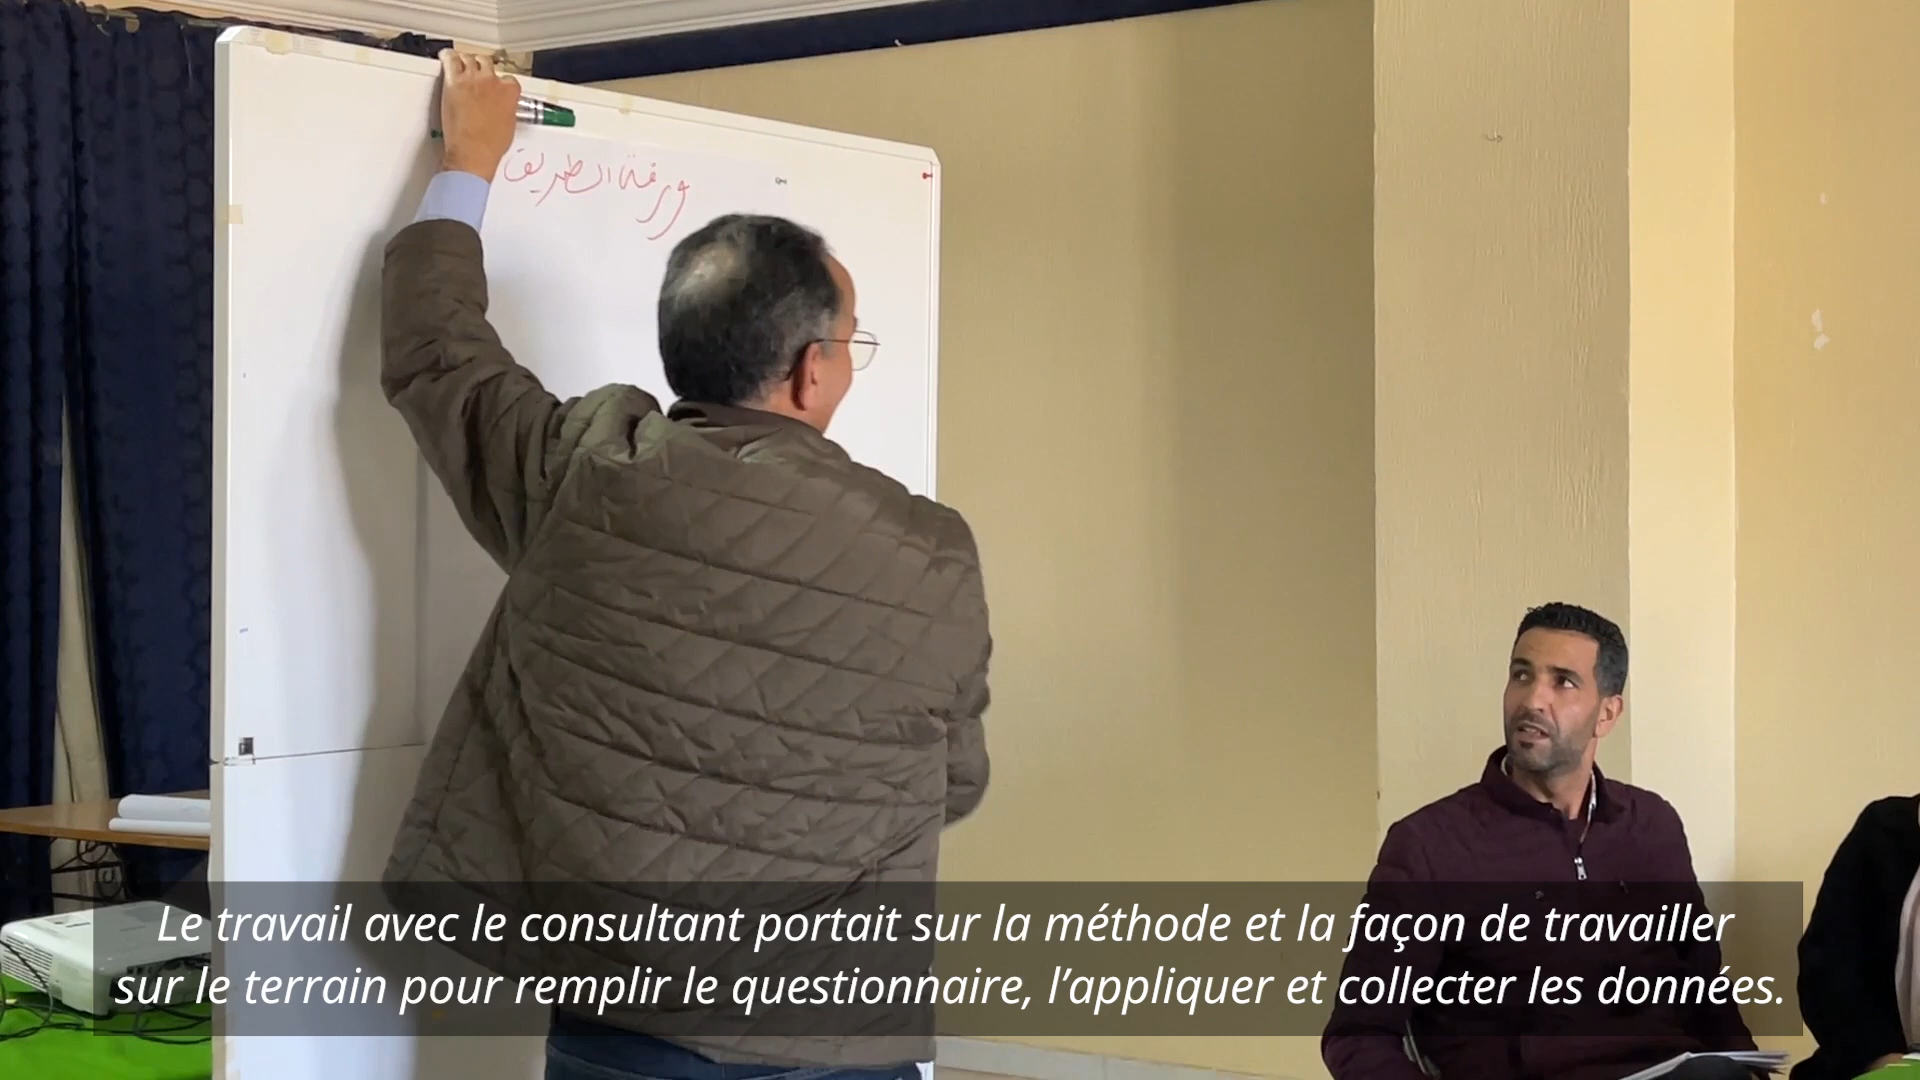 ورقة الطريق
Le travail avec le consultant portait sur la méthode et la façon de travailler
sur le terrain pour remplir le questionnaire, l’appliquer et collecter les données.